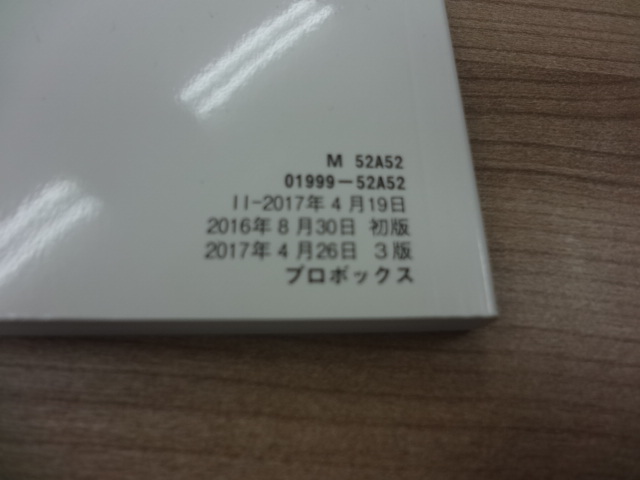 M 52A52
01999-52A52
II-2017年4月19日
2016年8月30日 初版
2017年4月26日 3版
プロボックス